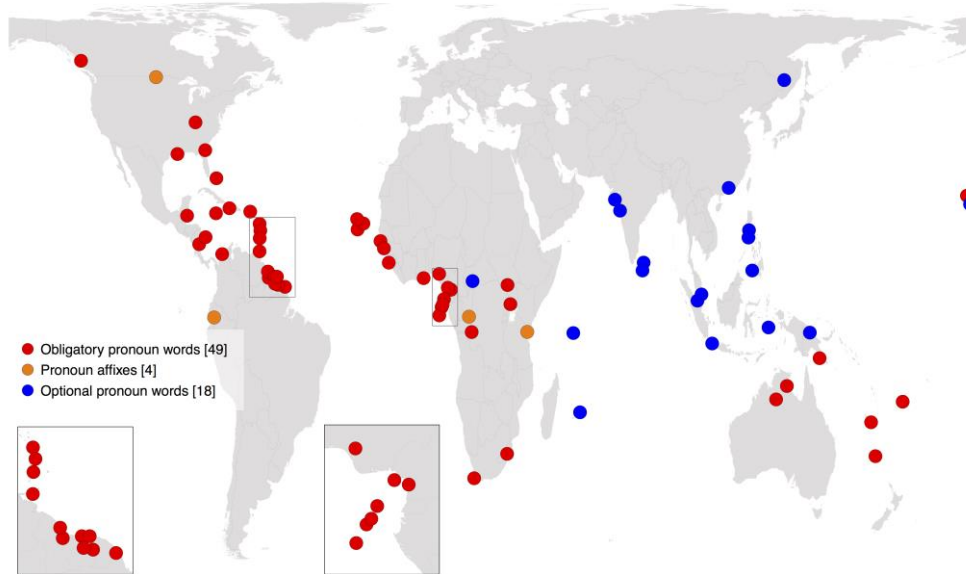 Obligatory pronoun words [49]
Pronoun affixes [4]
Optional pronoun words [18]